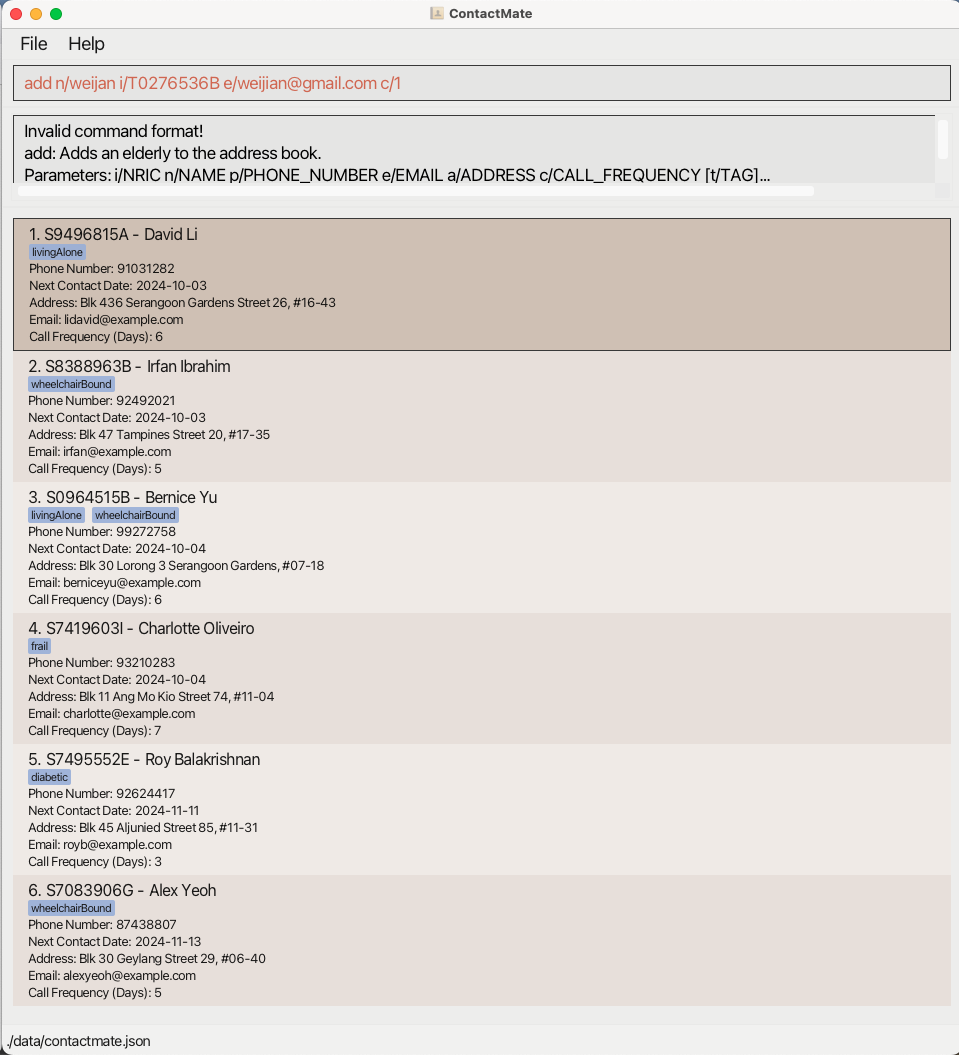 ContactMate
File Help
add n/weijan i/T0276536B e/weijian@gmail.com c/1
Invalid command format!
add: Adds an elderly to the address book.
Parameters: i/NRIC n/NAME p/PHONE_NUMBER e/EMAIL a/ADDRESS c/CALL_FREQUENCY [t/TAG]...
1. S9496815A - David Li
livingAlone
Phone Number: 91031282
Next Contact Date: 2024-10-03
Address: Blk 436 Serangoon Gardens Street 26, #16-43
Email: lidavid@example.com
Call Frequency (Days): 6
2. S8388963B - Irfan Ibrahim
wheelchairBound
Phone Number: 92492021
Next Contact Date: 2024-10-03
Address: Blk 47 Tampines Street 20, #17-35
Email: irfan@example.com
Call Frequency (Days): 5
3. S0964515B - Bernice Yu
livingAlone wheelchairBound
Phone Number: 99272758
Next Contact Date: 2024-10-04
Address: Blk 30 Lorong 3 Serangoon Gardens, #07-18
Email: berniceyu@example.com
Call Frequency (Days): 6
4. S7419603I - Charlotte Oliveiro
frail
Phone Number: 93210283
Next Contact Date: 2024-10-04
Address: Blk 11 Ang Mo Kio Street 74, #11-04
Email: charlotte@example.com
Call Frequency (Days): 7
5. S7495552E - Roy Balakrishnan
diabetic
Phone Number: 92624417
Next Contact Date: 2024-11-11
Address: Blk 45 Aljunied Street 85, #11-31
Email: royb@example.com
Call Frequency (Days): 3
6. S7083906G - Alex Yeoh
wheelchairBound
Phone Number: 87438807
Next Contact Date: 2024-11-13
Address: Blk 30 Geylang Street 29, #06-40
Email: alexyeoh@example.com
Call Frequency (Days): 5
./data/contactmate.json